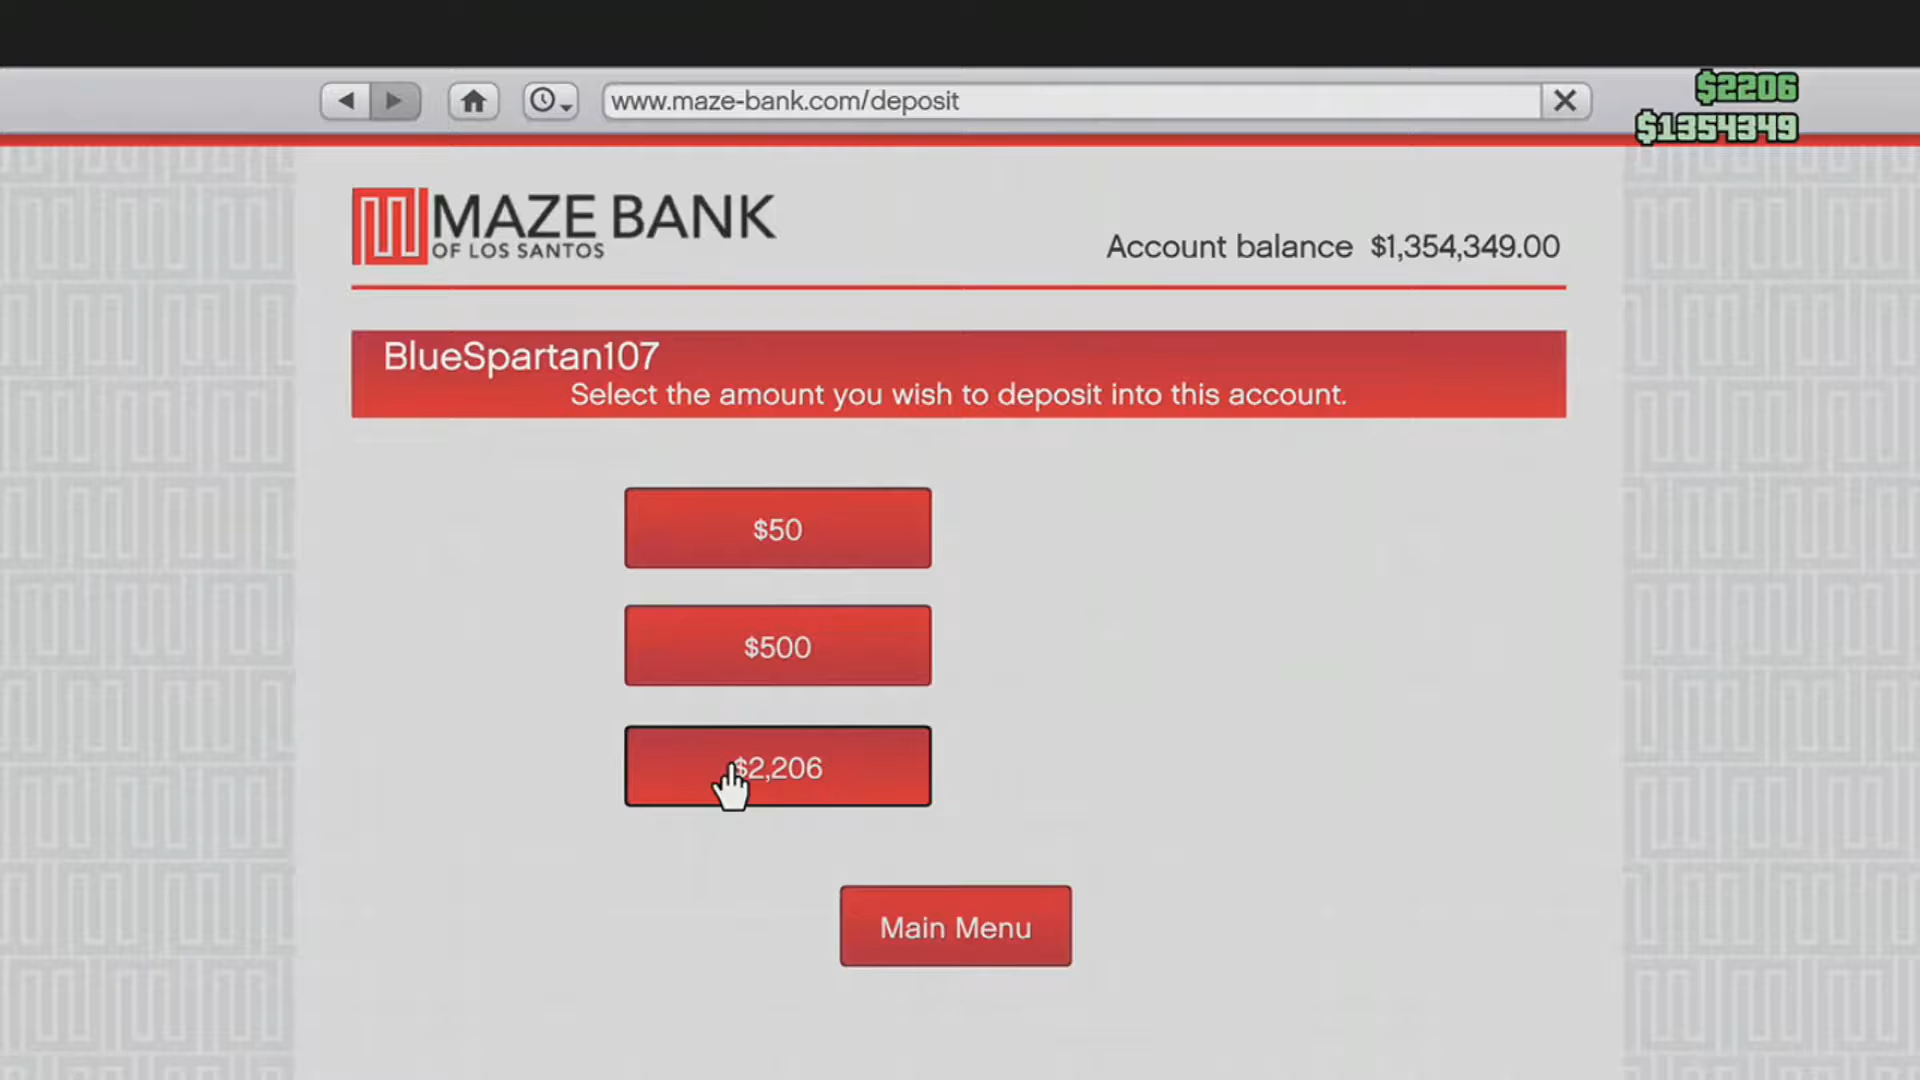 www.maze-bank.com/deposit
$2206
$1354349
MAZE BANK
OF LOS SANTOS
Account balance $1,354,349.00
BlueSpartan107
Select the amount you wish to deposit into this account.
$50
$500
$2,206
Main Menu